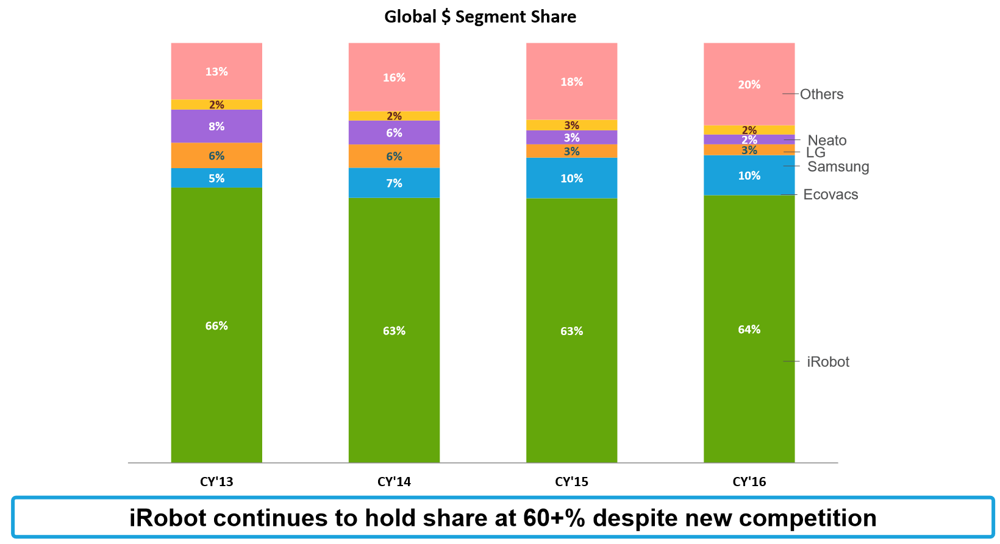 Global $ Segment Share
13%
16%
18%
20%
Others
2%
2%
3%
2%
8%
6%
3%
2%
Neato
6%
6%
3%
3%
LG
Samsung
5%
7%
10%
10%
Ecovacs
66%
63%
63%
64%
iRobot
CY'13
CY'14
CY'15
CY'16
iRobot continues to hold share at 60+% despite new competition